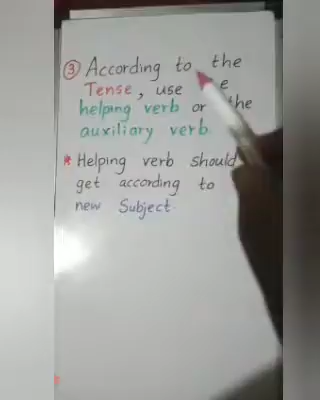 ③ According to the
Tense, use e
helping verb or the
auxiliary verb
* Helping verb should
get according to
new Subject.